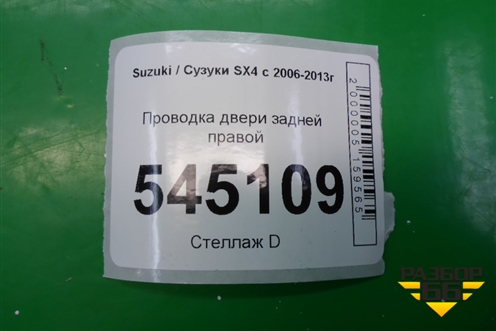 Suzuki / Сузуки SX4 с 2006-2013г
Проводка двери задней
правой
545109
Стеллаж D
2000005159565
РАЗБОР
66